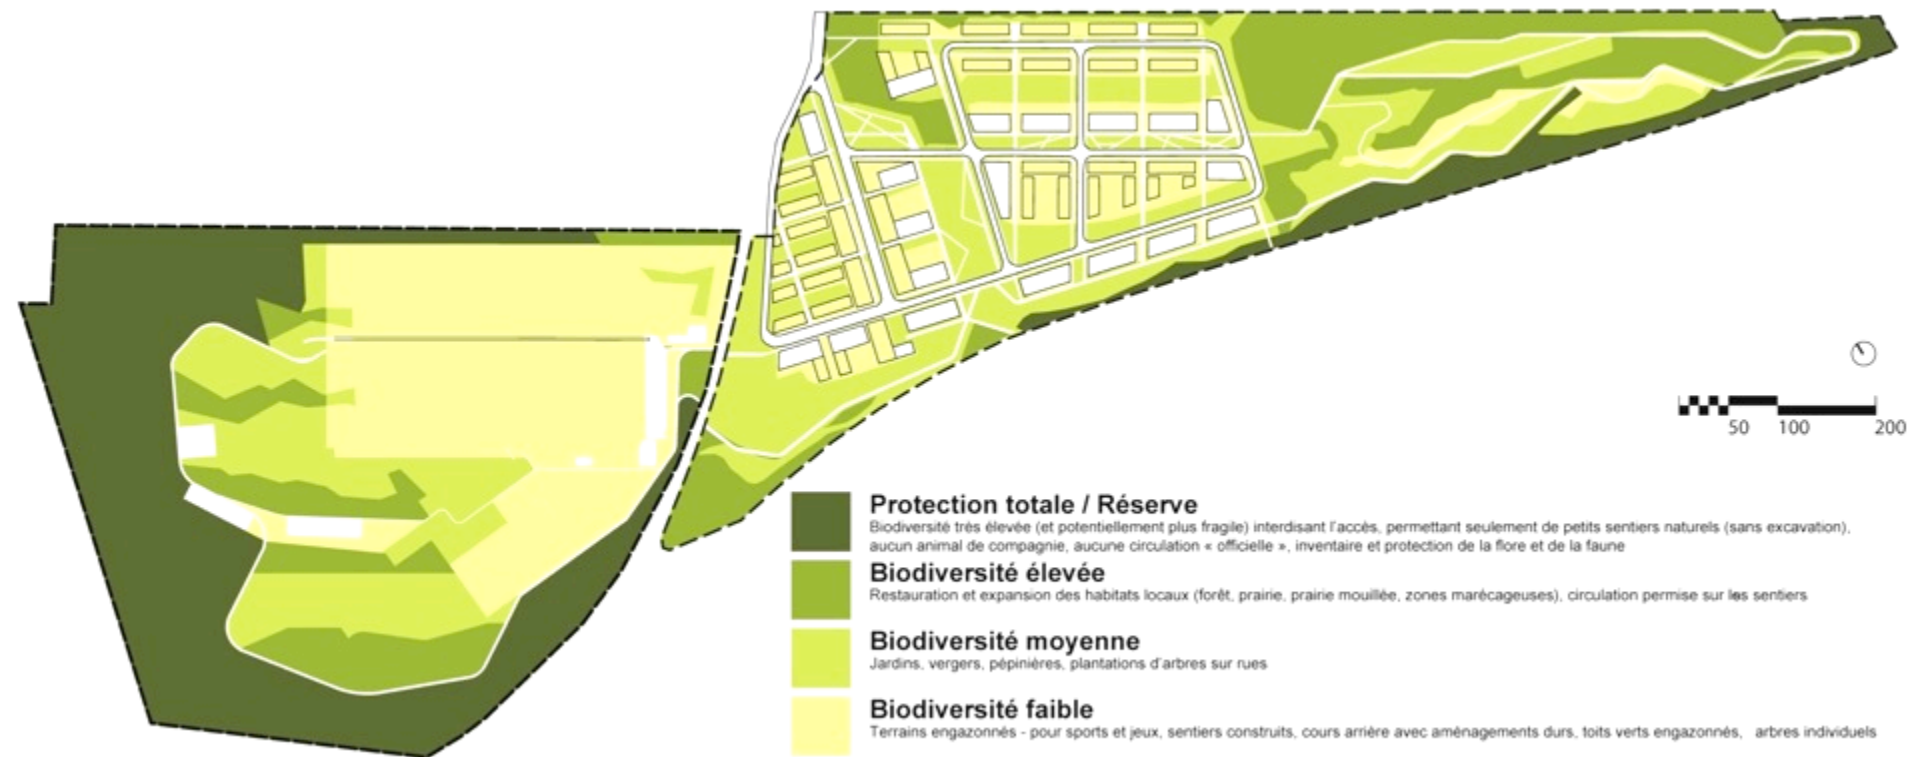 50 100 200
Protection totale / Réserve
Biodiversité très élevée (et potentiellement plus fragile) interdisant l'accès, permettant seulement de petits sentiers naturels (sans excavation),
aucun animal de compagnie, aucune circulation « officielle », inventaire et protection de la flore et de la faune
Biodiversité élevée
Restauration et expansion des habitats locaux (forêt, prairie, prairie mouillée, zones marécageuses), circulation permise sur les sentiers
Biodiversité moyenne
Jardins, vergers, pépinières, plantations d'arbres sur rues
Biodiversité faible
Terrains engazonnés - pour sports et jeux, sentiers construits, cours arrière avec aménagements durs, toits verts engazonnés, arbres individuels